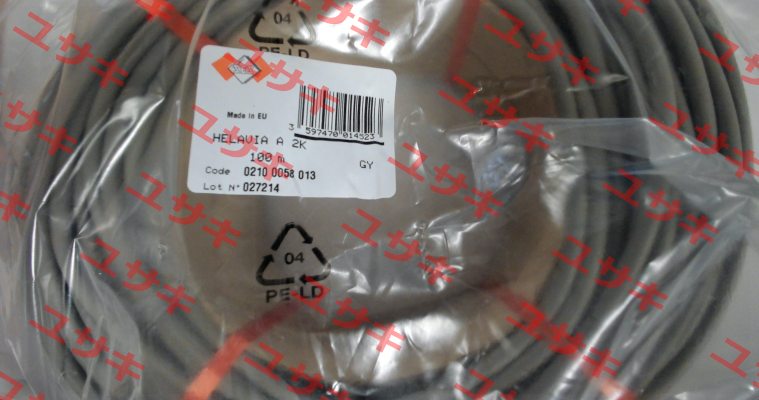 04
PE-LD
Made in EU
3 597470 014523
HELAVIA A 2K
100 m
GY
Code 0210 0058 013
Lot N° 027214
04
PE-LD
ユサキ